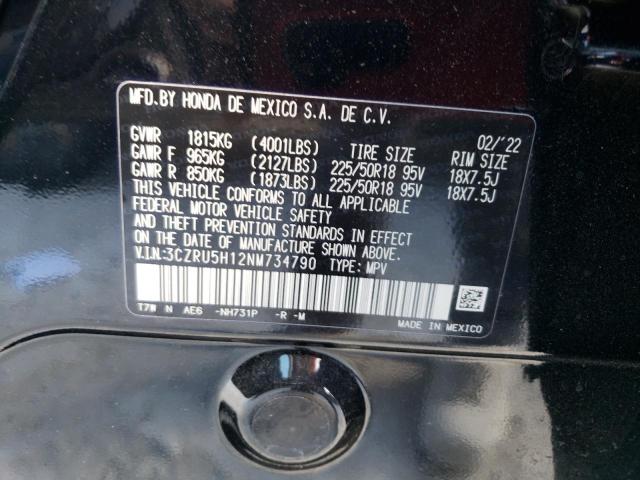 MFD.BY HONDA DE MEXICO S.A. DE C.V.
02/'22
GVWR 1815KG (4001LBS) TIRE SIZE RIM SIZE
GAWR F 965KG (2127LBS) 225/50R18 95V 18X7.5J
GAWR R 850KG (1873LBS) 225/50R18 95V 18X7.5J
THIS VEHICLE CONFORMS TO ALL APPLICABLE
FEDERAL MOTOR VEHICLE SAFETY
AND THEFT PREVENTION STANDARDS IN EFFECT
ON THE DATE OF MANUFACTURE SHOWN ABOVE.
V.I.N:3CZRU5H12NM734790 TYPE: MPV
T7W N AE6 -NH731P -R -M
MADE IN MEXICO